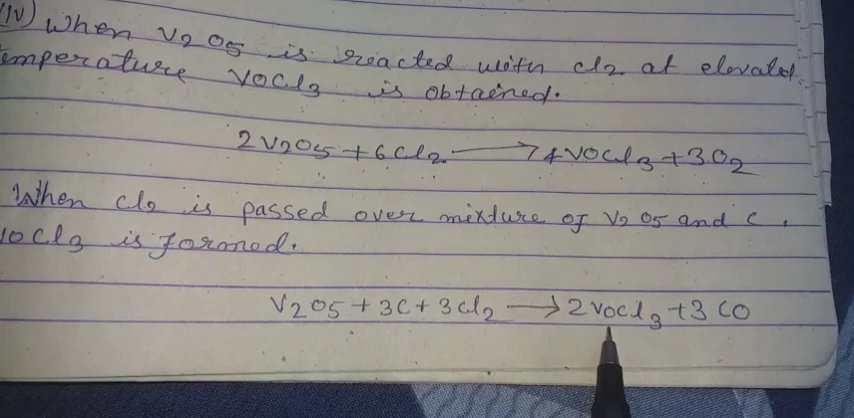 (IV) When V2O5 is reacted with Cl2 at elevated
temperature VOCl3 is obtained.
2V2O5 + 6Cl2 → 4VOCl3 + 3O2
When Cl2 is passed over mixture of V2O5 and C.
VOCl3 is formed.
V2O5 + 3C + 3Cl2 → 2VOCl3 + 3CO